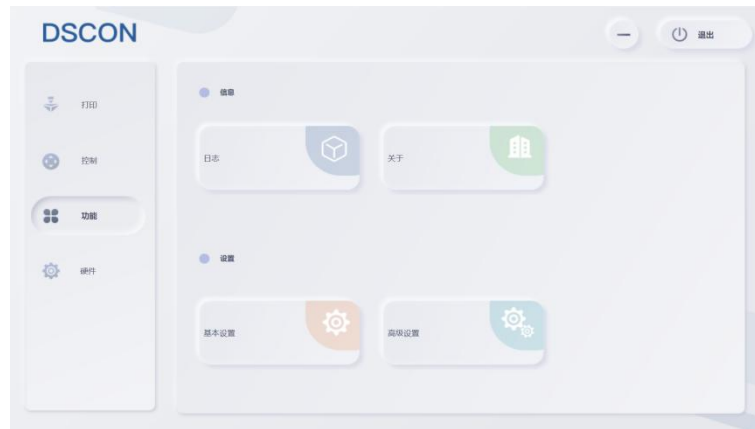 DSCON
退出
打印
控制
功能
硬件
信息
日志
关于
设置
基本设置
高级设置